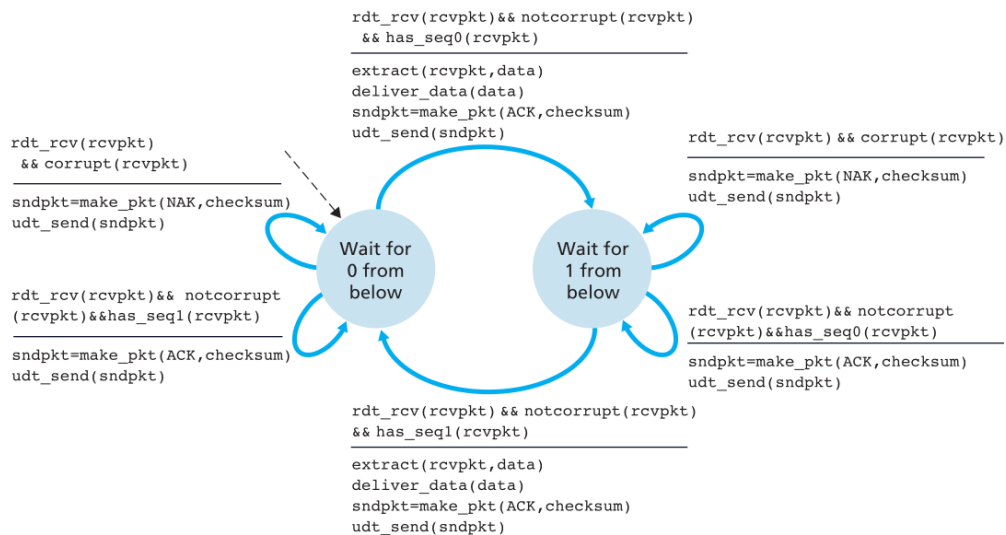 rdt_rcv(rcvpkt)&& notcorrupt(rcvpkt)
&& has_seq0(rcvpkt)
extract(rcvpkt,data)
deliver_data(data)
sndpkt=make_pkt(ACK,checksum)
udt_send(sndpkt)
rdt_rcv(rcvpkt)
&& corrupt(rcvpkt)
sndpkt=make_pkt(NAK,checksum)
udt_send(sndpkt)
rdt_rcv(rcvpkt) && corrupt(rcvpkt)
sndpkt=make_pkt(NAK,checksum)
udt_send(sndpkt)
Wait for
0 from
below
Wait for
1 from
below
rdt_rcv(rcvpkt)&& notcorrupt
(rcvpkt)&&has_seq1(rcvpkt)
sndpkt=make_pkt(ACK,checksum)
udt_send(sndpkt)
rdt_rcv(rcvpkt)&& notcorrupt
(rcvpkt)&&has_seq0(rcvpkt)
sndpkt=make_pkt(ACK,checksum)
udt_send(sndpkt)
rdt_rcv(rcvpkt) && notcorrupt(rcvpkt)
&& has_seq1(rcvpkt)
extract(rcvpkt,data)
deliver_data(data)
sndpkt=make_pkt(ACK,checksum)
udt_send(sndpkt)